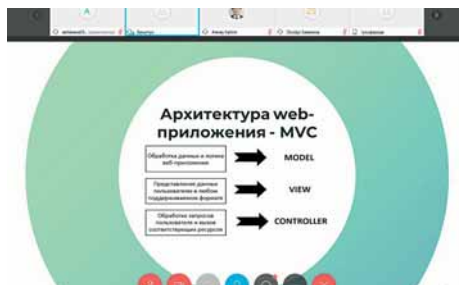 Архитектура web-
приложения - MVC
Обработка данных и логика
веб-приложения
MODEL
Представление данных
пользователю в любом
поддерживаемом формате
VIEW
Обработка запросов
пользователя и вызов
соответствующих ресурсов
CONTROLLER